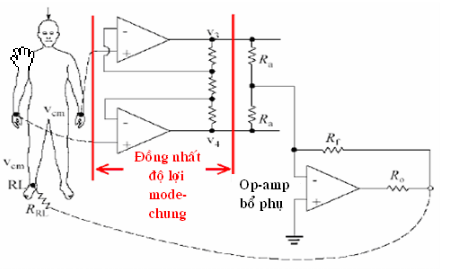 v3
Ra
vcm
Ra
v4
vcm
RL
RRL
Đồng nhất
độ lợi
mode-
chung
Op-amp
bổ phụ
Rf
Ro